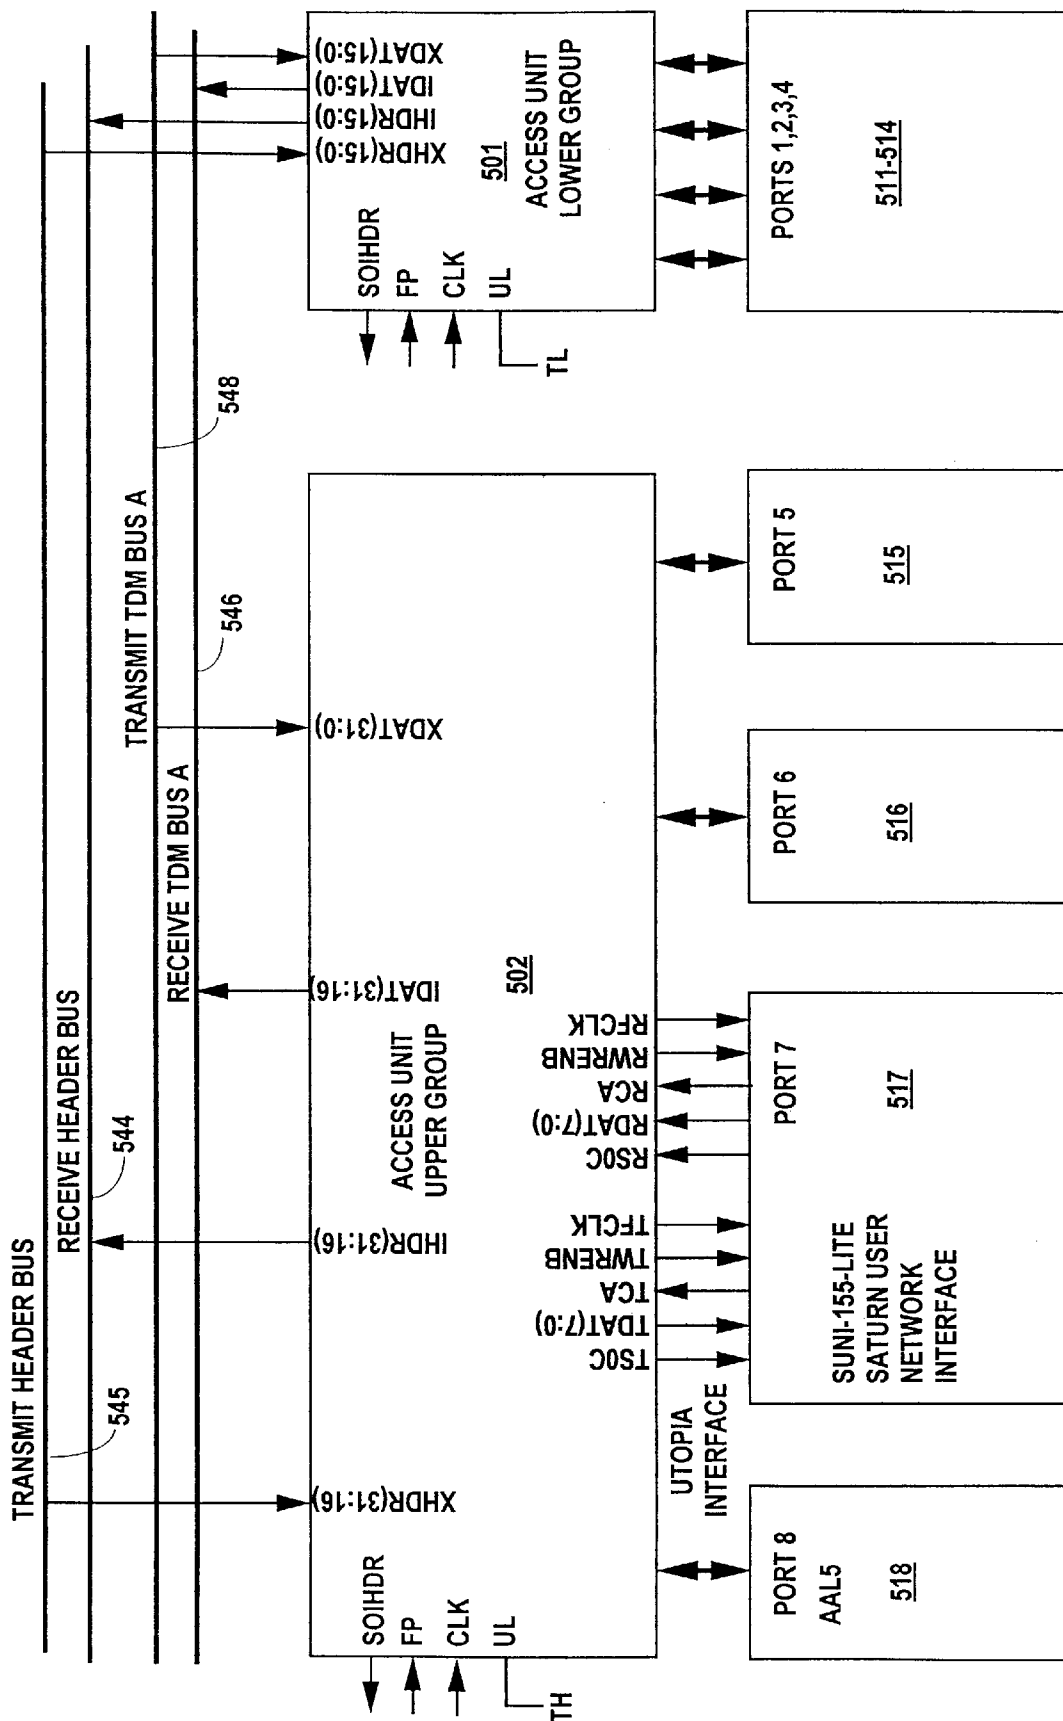 TRANSMIT HEADER BUS
545
RECEIVE HEADER BUS
544
TRANSMIT TDM BUS A
548
RECEIVE TDM BUS A
546
SOIHDR
FP
CLK
UL
TH
XHDR(31:16)
IHDR(31:16)
IDAT(31:16)
XDAT(31:0)
ACCESS UNIT
UPPER GROUP
502
SOIHDR
FP
CLK
UL
TL
XHDR(15:0)
IHDR(15:0)
IDAT(15:0)
XDAT(15:0)
501
ACCESS UNIT
LOWER GROUP
UTOPIA
INTERFACE
TSOC
TDAT(7:0)
TCA
TWRENB
TFCLK
RSOC
RDAT(7:0)
RCA
RWRENB
RFCLK
PORT 8
AAL5
518
PORT 7
517
SUNI-155-LITE
SATURN USER
NETWORK
INTERFACE
PORT 6
516
PORT 5
515
PORTS 1,2,3,4
511-514